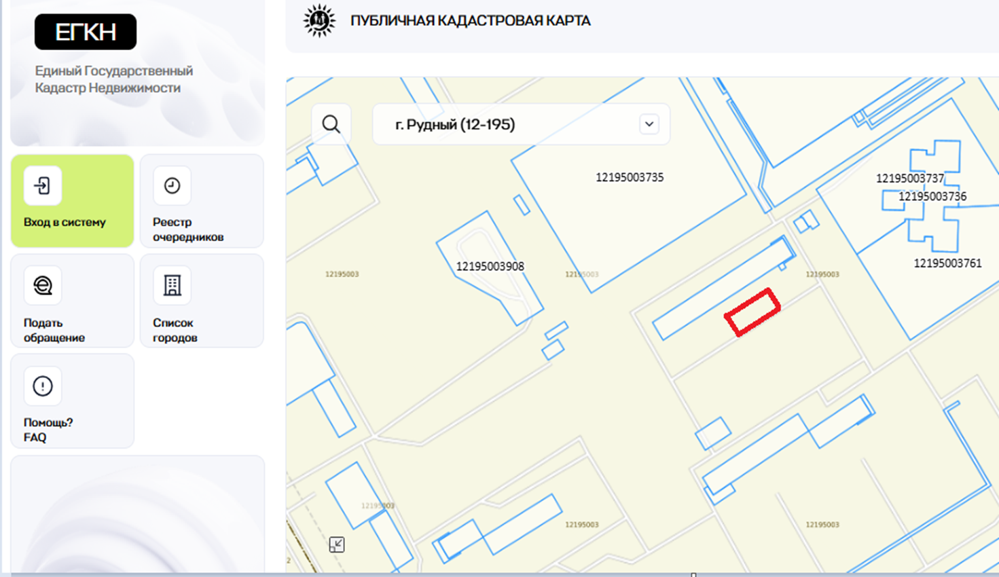 ЕГКН
Единый Государственный
Кадастр Недвижимости
Вход в систему
Реестр
очередников
Подать
обращение
Список
городов
Помощь?
FAQ
ПУБЛИЧНАЯ КАДАСТРОВАЯ КАРТА
г. Рудный (12-195)
12195003735
12195003737
12195003736
12195003761
12195003908
12195003
12195003
12195003
12195003
12195003
12195003
2